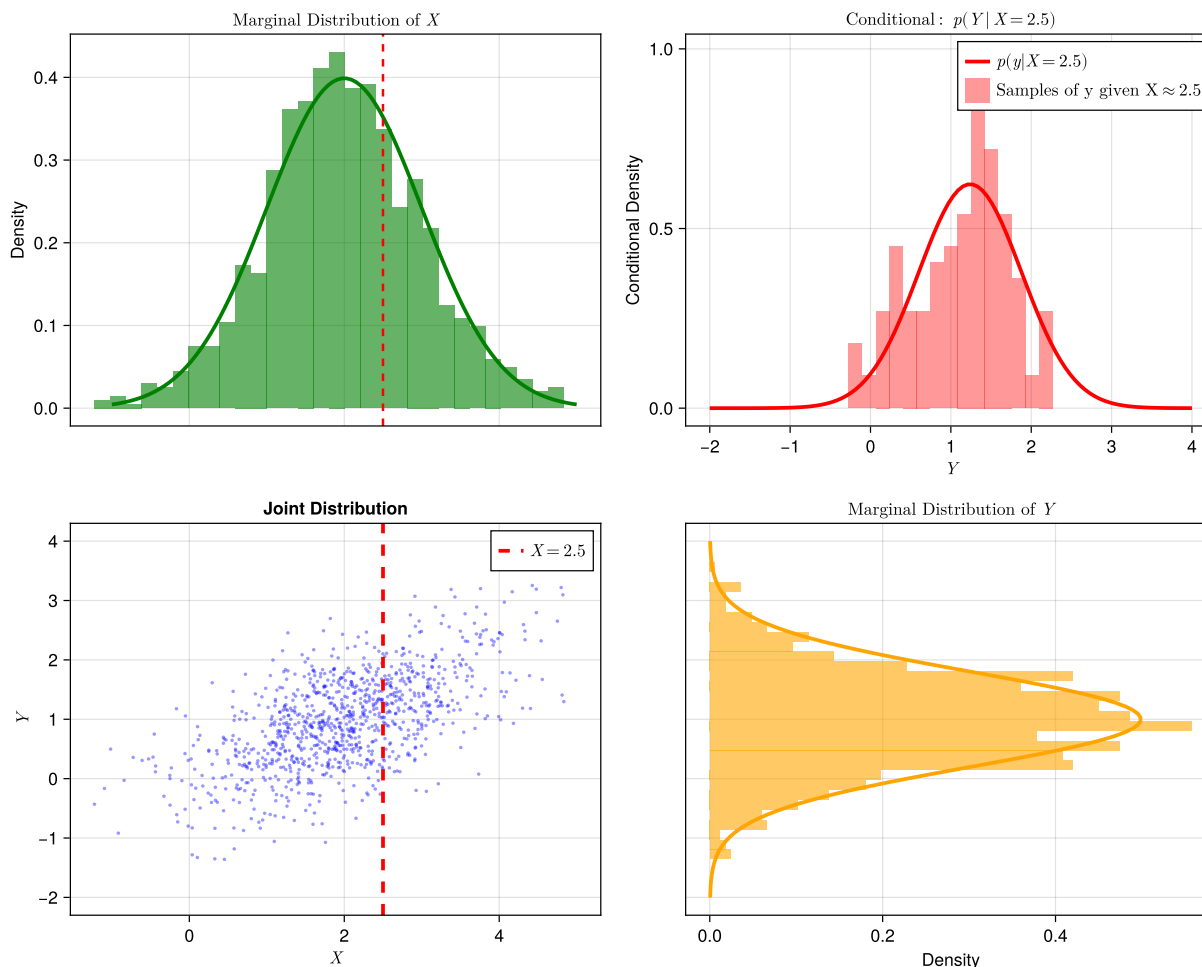 Marginal Distribution of X
0.4
0.3
0.2
0.1
0.0
Density
Conditional: p(Y| X = 2.5)
p(y|X = 2.5)
Samples of y given X ≈ 2.5
1.0
0.5
0.0
Conditional Density
-2 -1 0 1 2 3 4
Y
Joint Distribution
X = 2.5
4
3
2
1
0
-1
-2
Y
0 2 4
X
Marginal Distribution of Y
0.0 0.2 0.4
Density